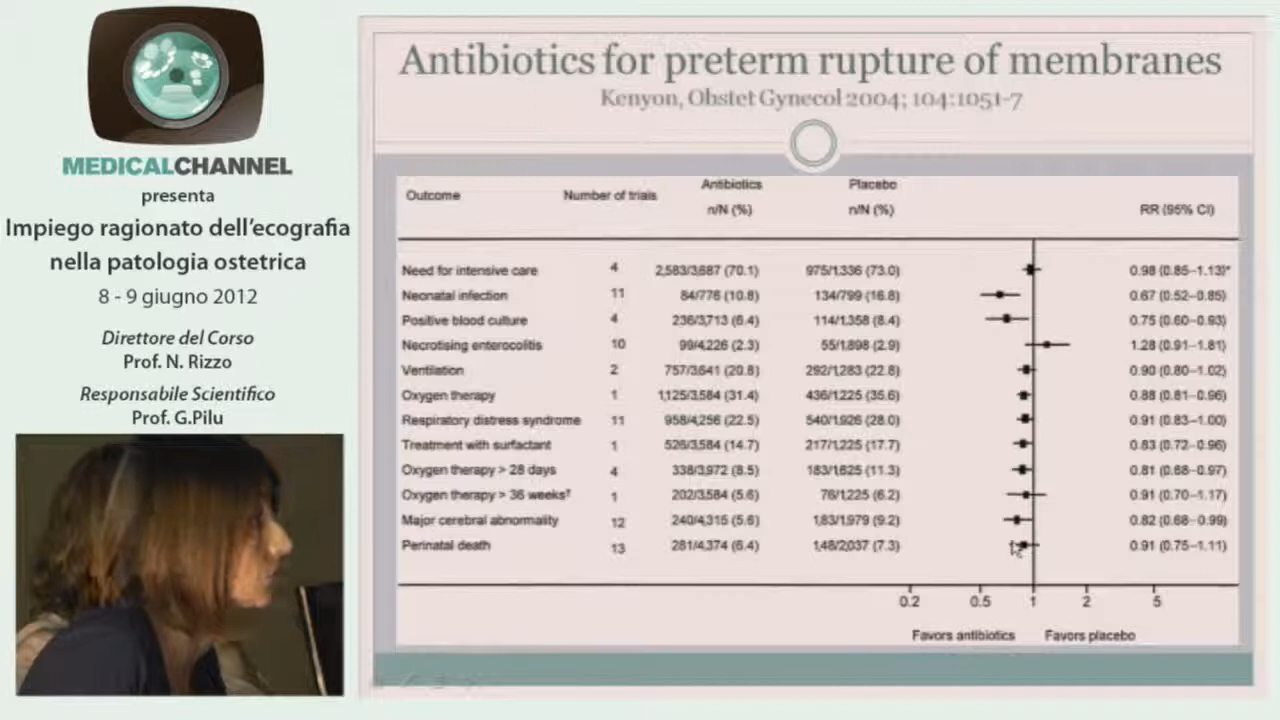 MEDICALCHANNEL
presenta
Impiego ragionato dell'ecografia
nella patologia ostetrica
8 - 9 giugno 2012
Direttore del Corso
Prof. N. Rizzo
Responsabile Scientifico
Prof. G.Pilu
Antibiotics for preterm rupture of membranes
Kenyon, Obstet Gynecol 2004; 104:1051-7
Outcome Number of trials Antibiotics n/N (%) Placebo n/N (%) RR (95% CI)
Need for intensive care 4 2,583/3,687 (70.1) 975/1,336 (73.0) 0.98 (0.85–1.13)*
Neonatal infection 11 84/776 (10.8) 134/799 (16.8) 0.67 (0.52–0.85)
Positive blood culture 4 236/3,713 (6.4) 114/1,358 (8.4) 0.75 (0.60–0.93)
Necrotising enterocolitis 10 99/4,226 (2.3) 55/1,898 (2.9) 1.28 (0.91–1.81)
Ventilation 2 757/3,641 (20.8) 292/1,283 (22.8) 0.90 (0.80–1.02)
Oxygen therapy 1 1,125/3,584 (31.4) 436/1,225 (35.6) 0.88 (0.81–0.96)
Respiratory distress syndrome 11 958/4,256 (22.5) 540/1,926 (28.0) 0.91 (0.83–1.00)
Treatment with surfactant 1 526/3,584 (14.7) 217/1,225 (17.7) 0.83 (0.72–0.96)
Oxygen therapy > 28 days 4 338/3,972 (8.5) 183/1,625 (11.3) 0.81 (0.68–0.97)
Oxygen therapy > 36 weeks 1 202/3,584 (5.6) 76/1,225 (6.2) 0.91 (0.70–1.17)
Major cerebral abnormality 12 240/4,315 (5.6) 1,83/1,979 (9.2) 0.82 (0.68–0.99)
Perinatal death 13 281/4,374 (6.4) 1,48/2,037 (7.3) 0.91 (0.75–1.11)
0.2 0.5 1 2 5
Favors antibiotics Favors placebo